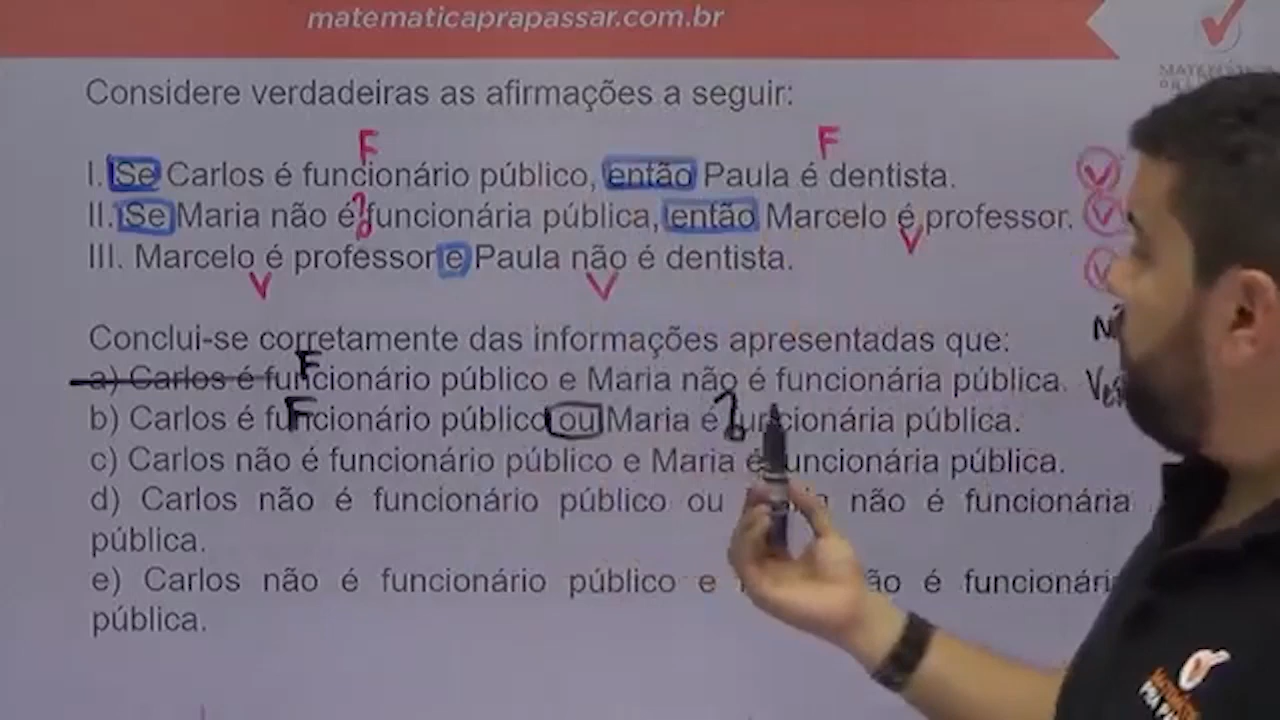 matematicaprapassar.com.br
Considere verdadeiras as afirmações a seguir:
F F
I. Se Carlos é funcionário público, então Paula é dentista. V
II. Se Maria não é ? funcionária pública, então Marcelo é professor. V
V
III. Marcelo é professor e Paula não é dentista. V
V V
Conclui-se corretamente das informações apresentadas que:
F
a) Carlos é funcionário público e Maria não é funcionária pública.
F ?
b) Carlos é funcionário público ou Maria é funcionária pública.
c) Carlos não é funcionário público e Maria é funcionária pública.
d) Carlos não é funcionário público ou não é funcionária
pública.
e) Carlos não é funcionário público e é
pública.